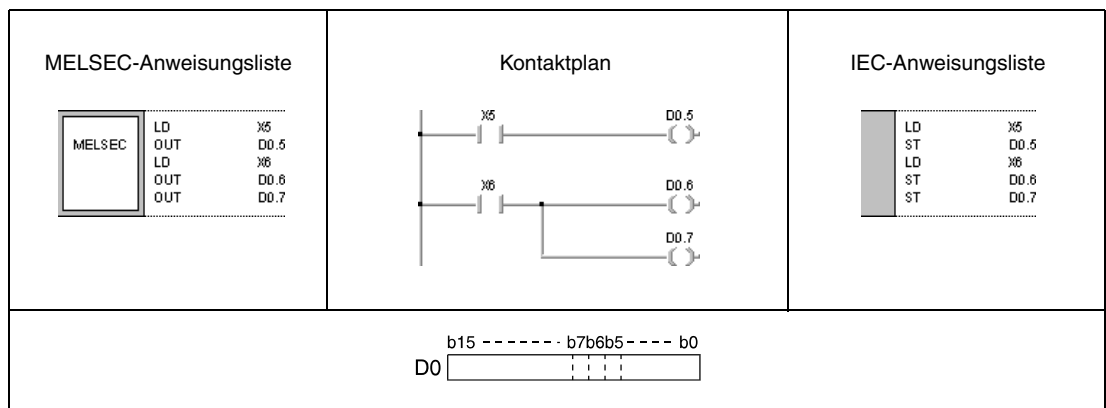 MELSEC-Anweisungsliste
MELSEC
LD X5
OUT D0.5
LD X6
OUT D0.6
OUT D0.7
Kontaktplan
X5 D0.5
X6 D0.6
D0.7
IEC-Anweisungsliste
LD X5
ST D0.5
LD X6
ST D0.6
ST D0.7
b15 - - - - - - - b7b6b5 - - - - b0
D0